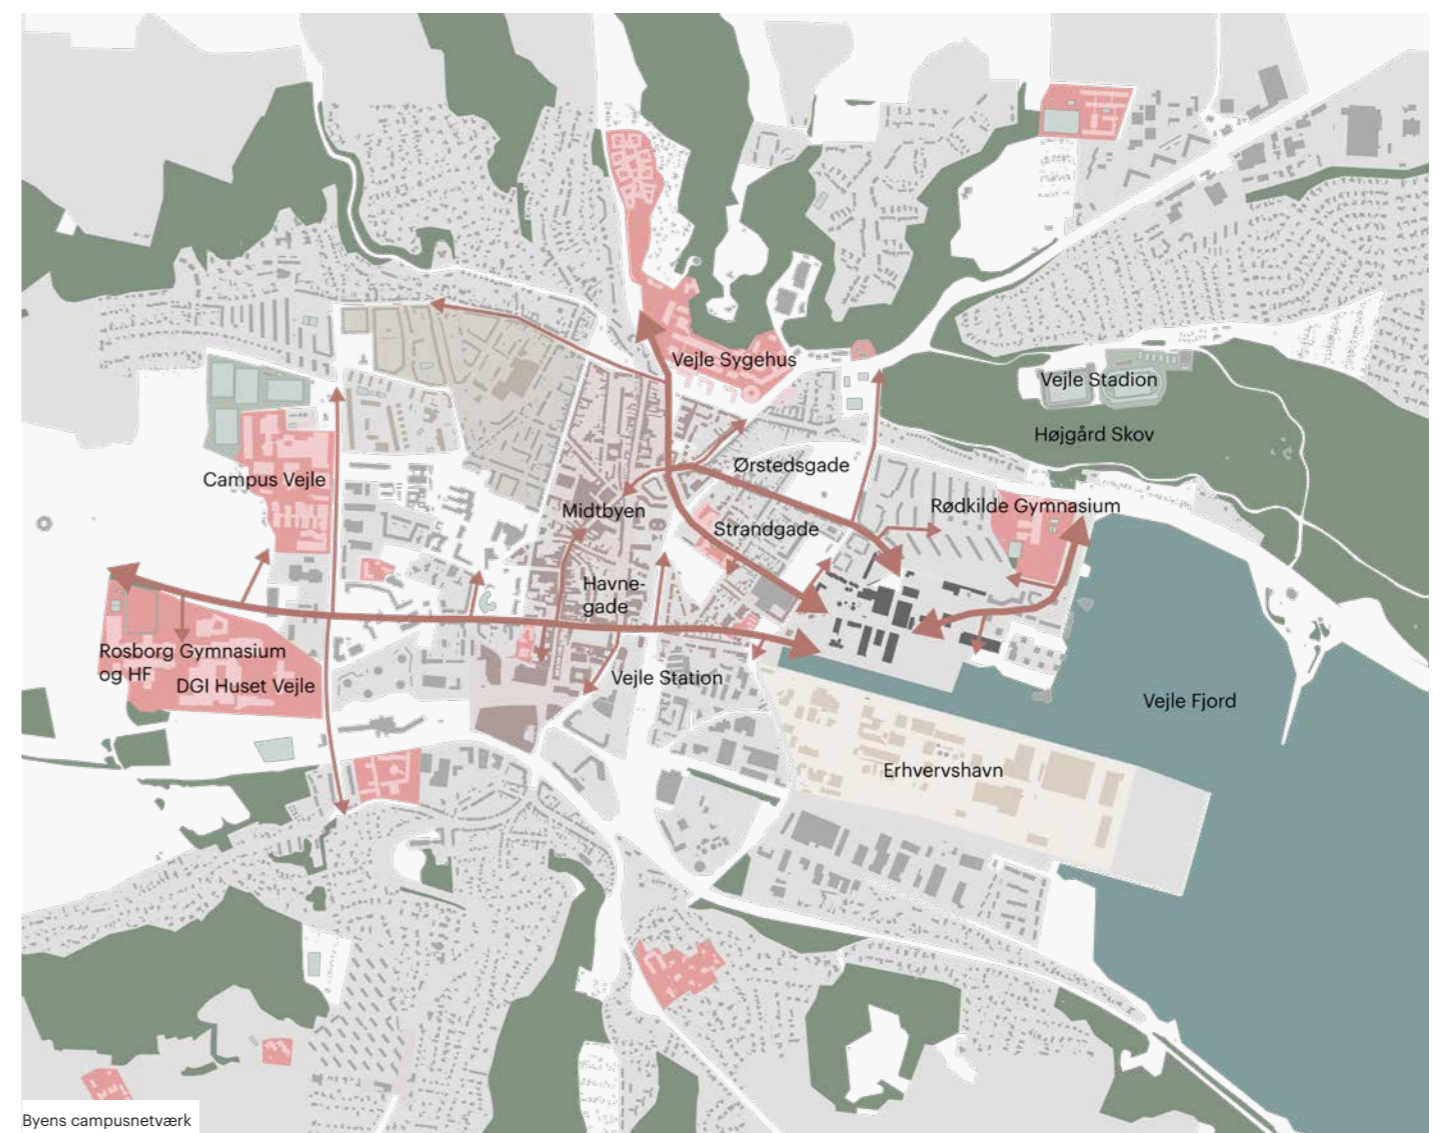 Vejle Sygehus
Vejle Stadion
Højgård Skov
Ørstedsgade
Campus Vejle
Midtbyen
Rødkilde Gymnasium
Strandgade
Havne-
gade
Rosborg Gymnasium
og HF
DGI Huset Vejle
Vejle Station
Vejle Fjord
Erhvervshavn
Byens campusnetværk